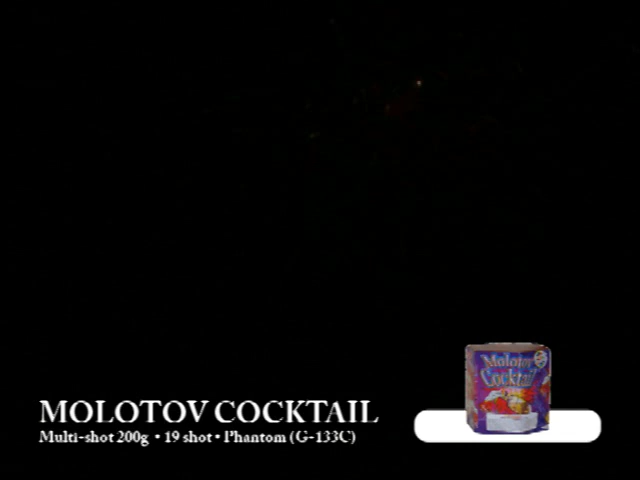 Molotov
Cocktail
MOLOTOV COCKTAIL
Multi-shot 200g • 19 shot • Phantom (G-133C)